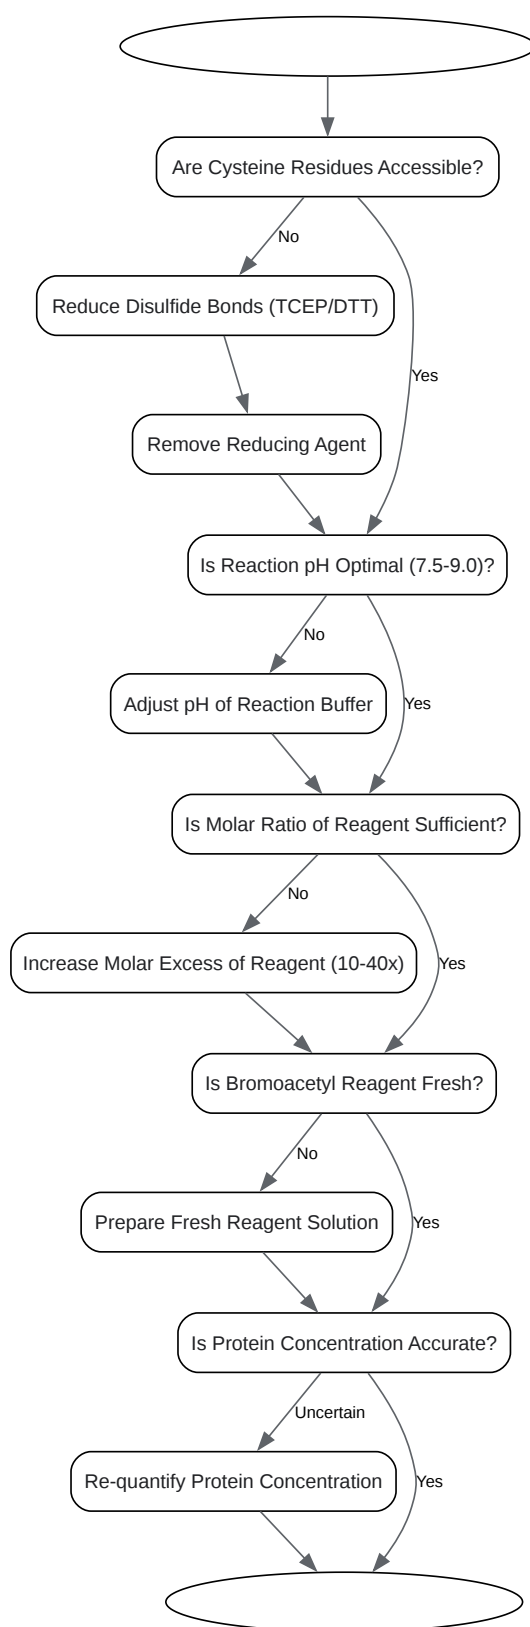 Are Cysteine Residues Accessible?
No
Reduce Disulfide Bonds (TCEP/DTT)
Yes
Remove Reducing Agent
Is Reaction pH Optimal (7.5-9.0)?
No
Adjust pH of Reaction Buffer
Yes
Is Molar Ratio of Reagent Sufficient?
No
Increase Molar Excess of Reagent (10-40x)
Yes
Is Bromoacetyl Reagent Fresh?
No
Prepare Fresh Reagent Solution
Yes
Is Protein Concentration Accurate?
Uncertain
Re-quantify Protein Concentration
Yes